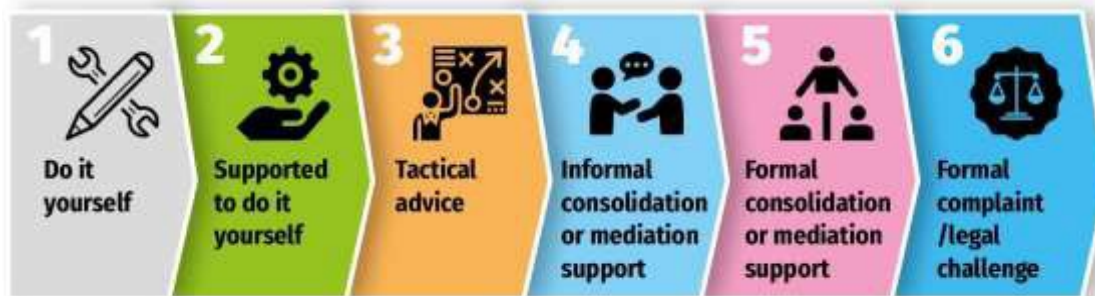 1
Do it
yourself
2
Supported
to do it
yourself
3
Tactical
advice
4
Informal
consolidation
or mediation
support
5
Formal
consolidation
or mediation
support
6
Formal
complaint
/legal
challenge